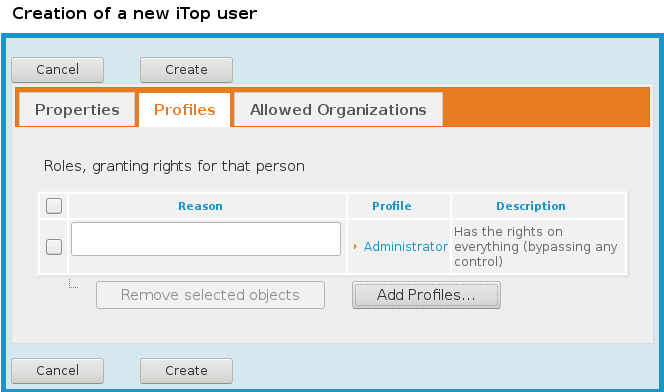 Creation of a new iTop user
Cancel Create
Properties Profiles Allowed Organizations
Roles, granting rights for that person
Reason Profile Description
Administrator
Has the rights on
everything (bypassing any
control)
Remove selected objects Add Profiles...
Cancel Create